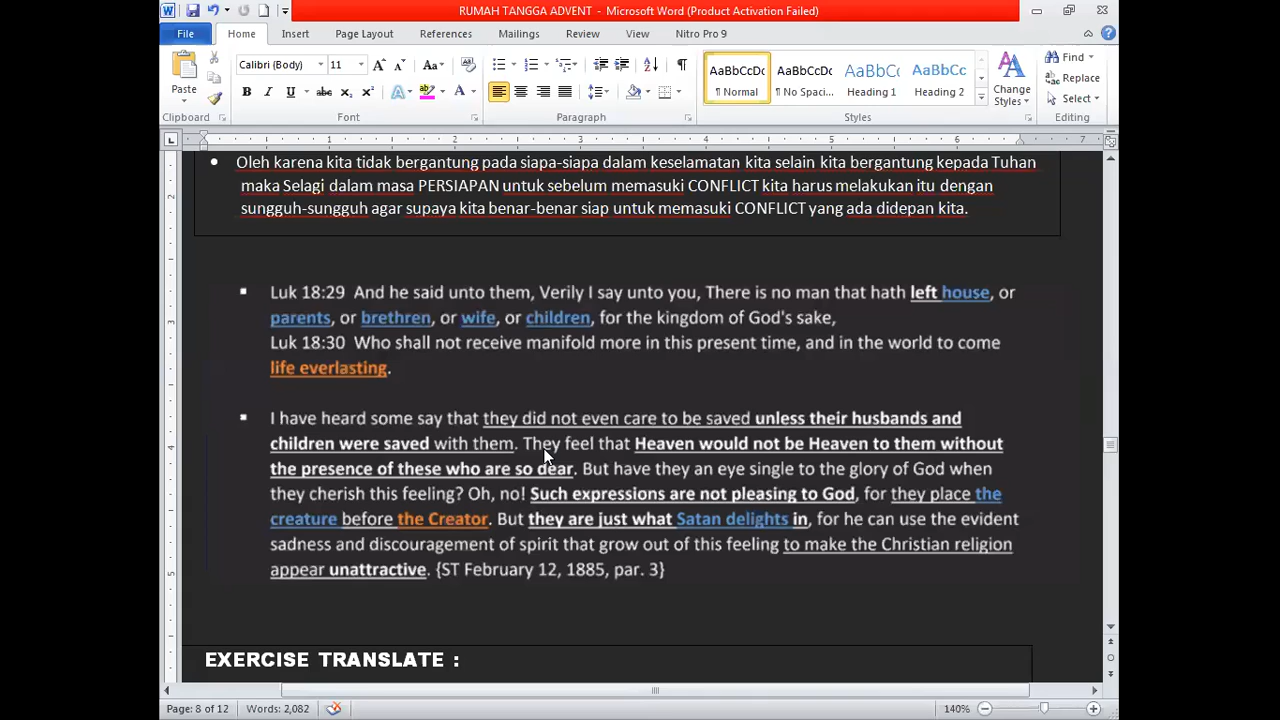 RUMAH TANGGA ADVENT - Microsoft Word (Product Activation Failed)
File Home Insert Page Layout References Mailings Review View Nitro Pro 9
Calibri (Body) 11
Paste
B I U abc x₂ x²
AaBbCcDc AaBbCcDc AaBbCc AaBbCc
¶ Normal ¶ No Spaci... Heading 1 Heading 2
Change Styles
Find
Replace
Select
Clipboard Font Paragraph Styles Editing
1 2 3 4 5 6 7
Oleh karena kita tidak bergantung pada siapa-siapa dalam keselamatan kita selain kita bergantung kepada Tuhan
maka Selagi dalam masa PERSIAPAN untuk sebelum memasuki CONFLICT kita harus melakukan itu dengan
sungguh-sungguh agar supaya kita benar-benar siap untuk memasuki CONFLICT yang ada didepan kita.
Luk 18:29 And he said unto them, Verily I say unto you, There is no man that hath left house, or
parents, or brethren, or wife, or children, for the kingdom of God's sake,
Luk 18:30 Who shall not receive manifold more in this present time, and in the world to come
life everlasting.
I have heard some say that they did not even care to be saved unless their husbands and
children were saved with them. They feel that Heaven would not be Heaven to them without
the presence of these who are so dear. But have they an eye single to the glory of God when
they cherish this feeling? Oh, no! Such expressions are not pleasing to God, for they place the
creature before the Creator. But they are just what Satan delights in, for he can use the evident
sadness and discouragement of spirit that grow out of this feeling to make the Christian religion
appear unattractive. {ST February 12, 1885, par. 3}
EXERCISE TRANSLATE :
Page: 8 of 12 Words: 2,082 140%